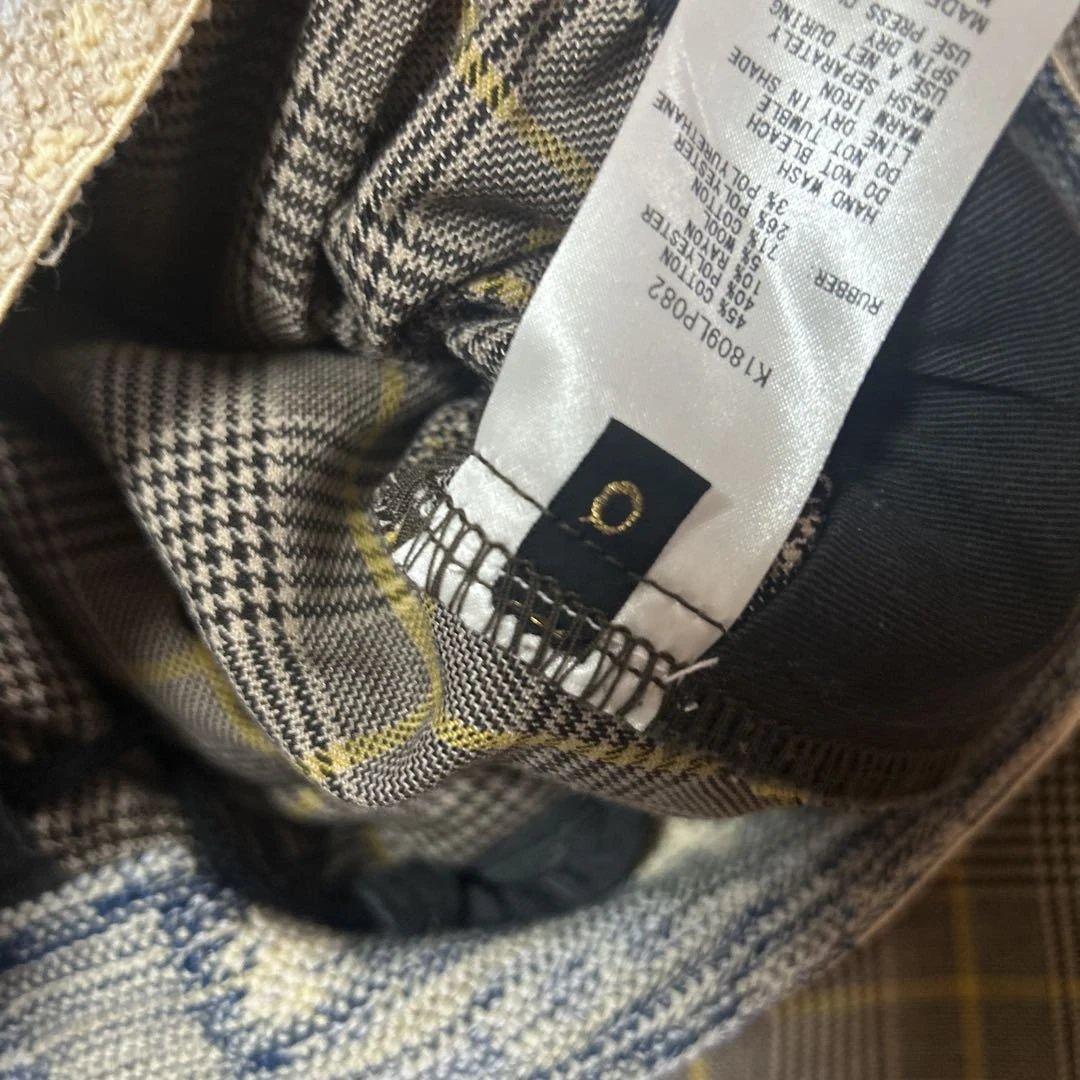 0
K1809LP082
45% COTTON
40% POLYESTER
10% RAYON
5% WOOL
71% POLYESTER
26% COTTON
3% POLYURETHANE
RUBBER
HAND WASH
DO NOT BLEACH
DO NOT TUMBLE
LINE DRY IN SHADE
WARM IRON
WASH SEPARATELY
USE A NET DURING
SPIN DRY
USE PRESS
MADE